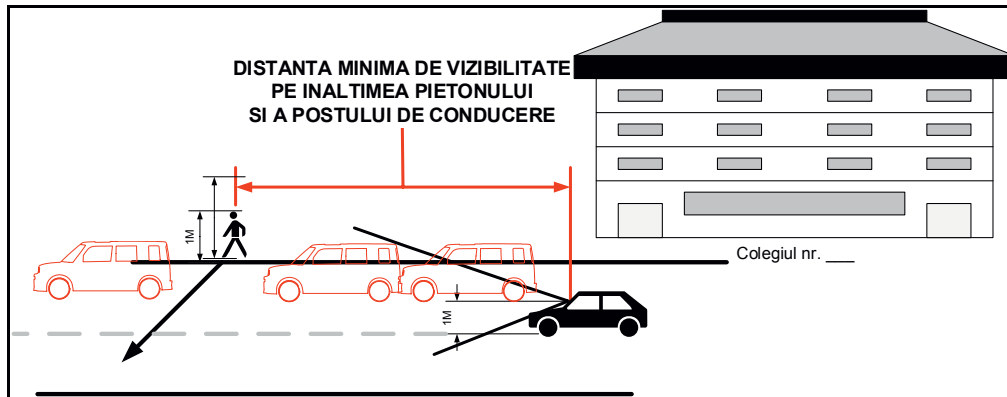 DISTANTA MINIMA DE VIZIBILITATE
PE INALTIMEA PIETONULUI
SI A POSTULUI DE CONDUCERE
1M
Colegiul nr. ___
1M